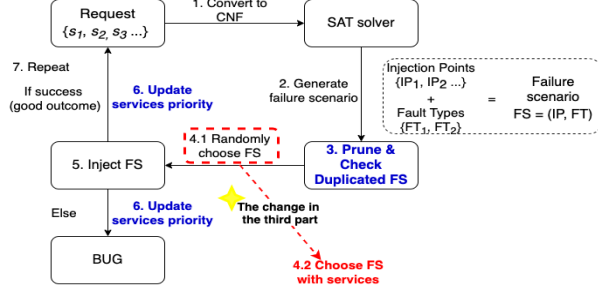 Request
{s1, s2, s3 ...}
1. Convert to
CNF
SAT solver
7. Repeat
If success
(good outcome)
6. Update
services priority
2. Generate
failure scenario
Injection Points
{IP1, IP2 ...}
+
Fault Types
{FT1, FT2}
=
Failure
scenario
FS = (IP, FT)
4.1 Randomly
choose FS
3. Prune &
Check
Duplicated FS
5. Inject FS
Else
6. Update
services priority
The change in
the third part
BUG
4.2 Choose FS
with services